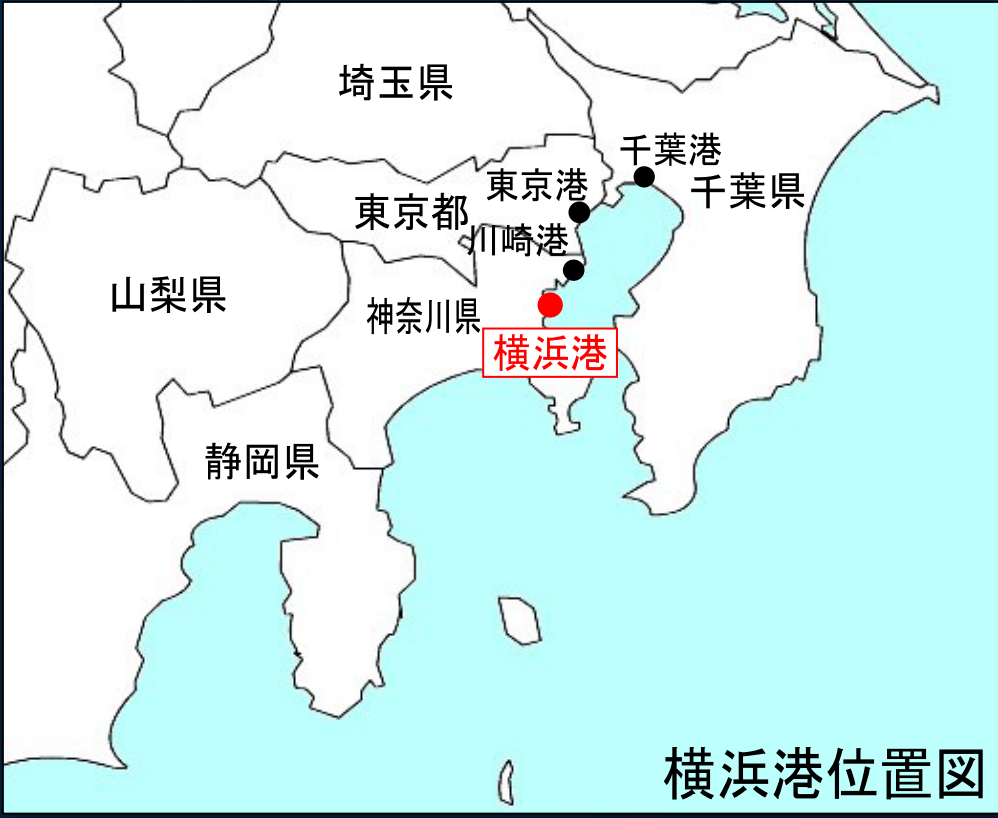 埼玉県
千葉港
東京港
千葉県
東京都
川崎港
山梨県
神奈川県
横浜港
静岡県
横浜港位置図